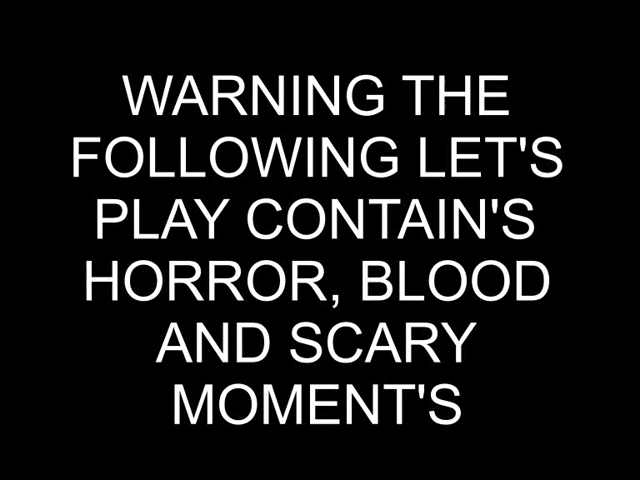 WARNING THE
FOLLOWING LET'S
PLAY CONTAIN'S
HORROR, BLOOD
AND SCARY
MOMENT'S